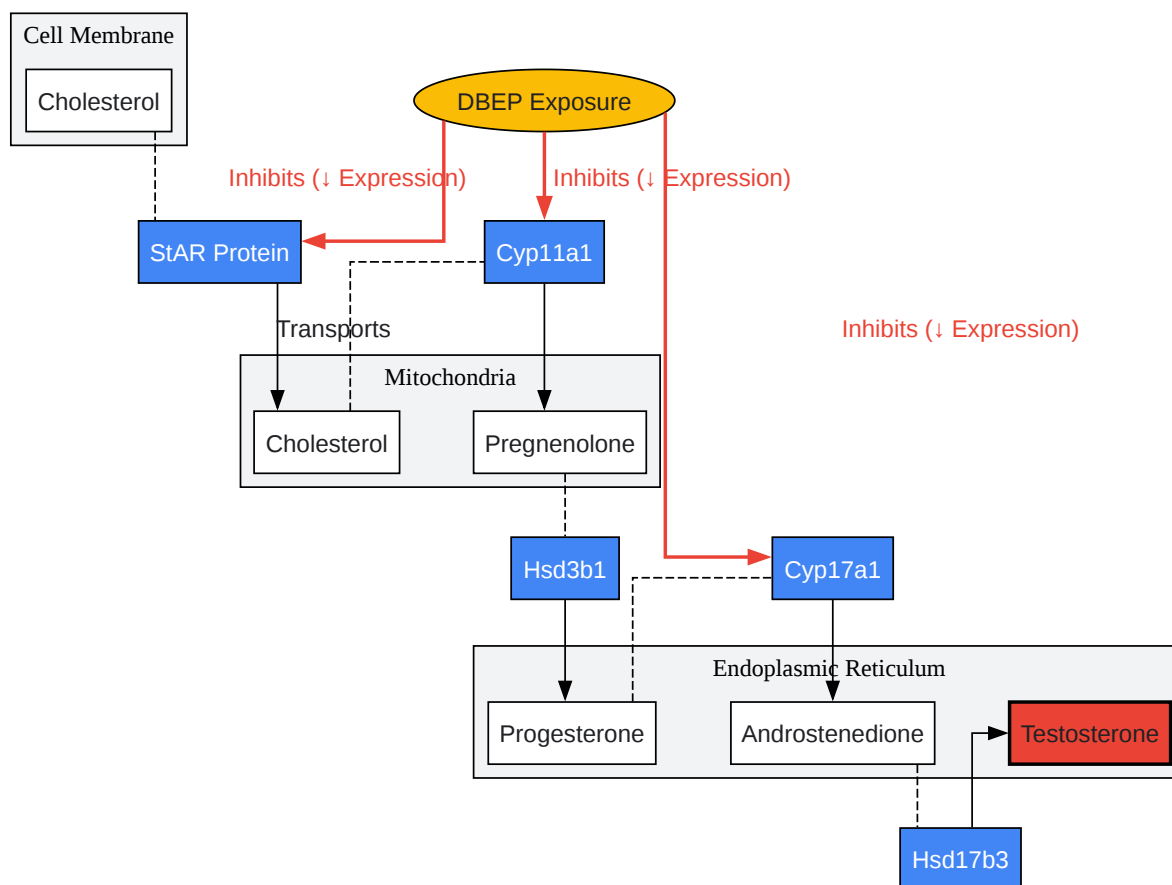 Cell Membrane
Cholesterol
DBEP Exposure
Inhibits (↓ Expression)
Inhibits (↓ Expression)
StAR Protein
Cyp11a1
Transports
Inhibits (↓ Expression)
Mitochondria
Cholesterol
Pregnenolone
Hsd3b1
Cyp17a1
Endoplasmic Reticulum
Progesterone
Androstenedione
Testosterone
Hsd17b3